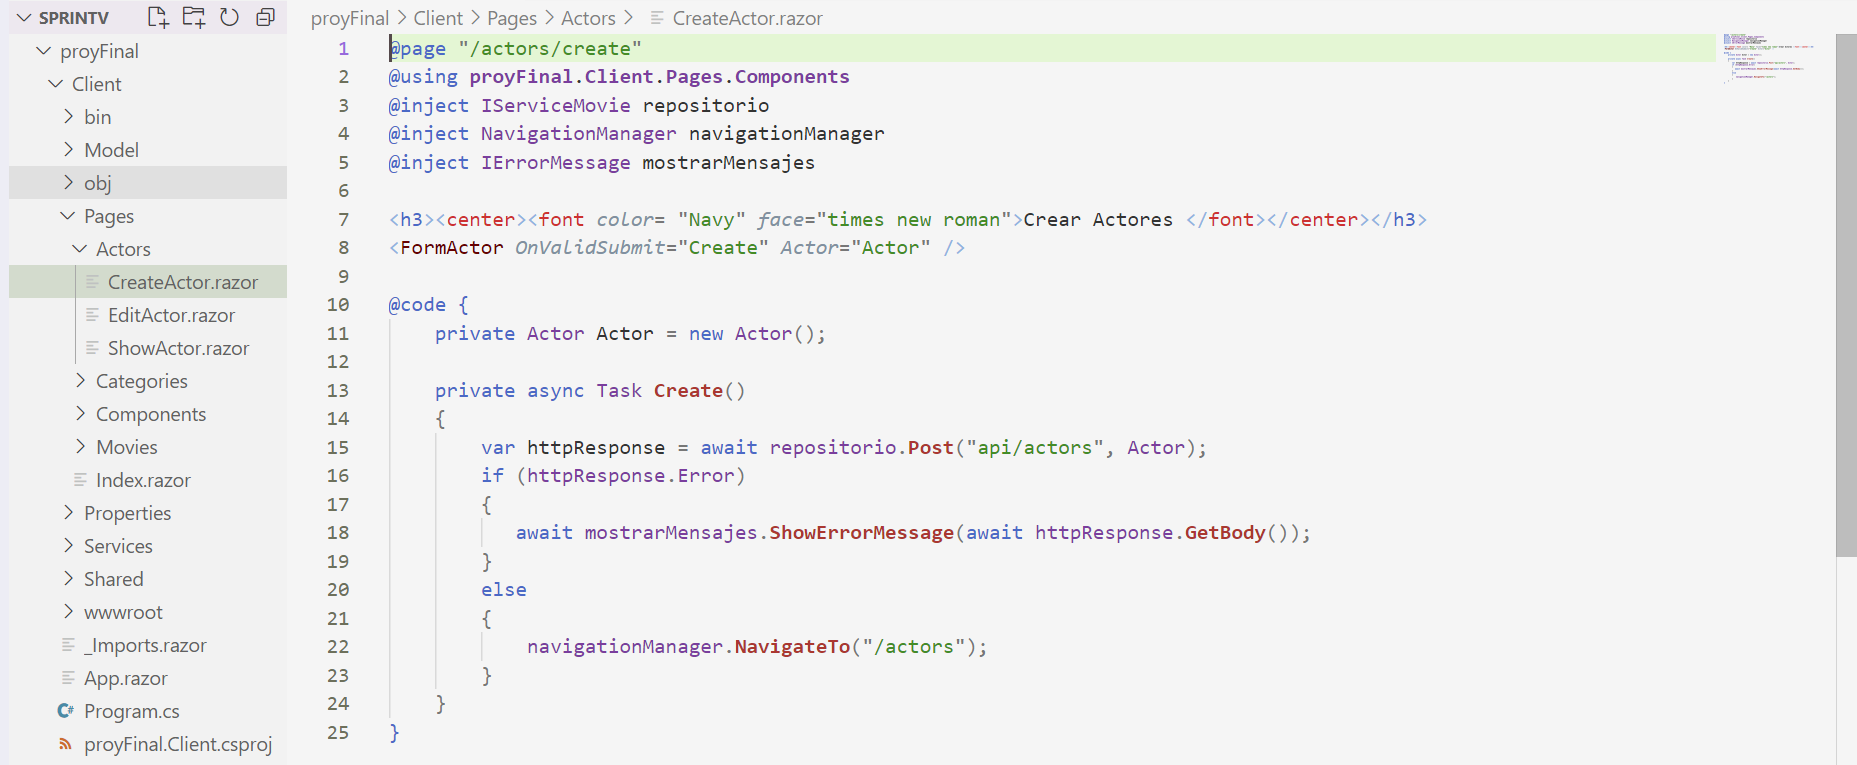 SPRINTV
proyFinal
Client
bin
Model
obj
Pages
Actors
CreateActor.razor
EditActor.razor
ShowActor.razor
Categories
Components
Movies
Index.razor
Properties
Services
Shared
wwwroot
_Imports.razor
App.razor
C# Program.cs
proyFinal.Client.csproj
proyFinal > Client > Pages > Actors > CreateActor.razor
1 @page "/actors/create"
2 @using proyFinal.Client.Pages.Components
3 @inject IServiceMovie repositorio
4 @inject NavigationManager navigationManager
5 @inject IErrorMessage mostrarMensajes
6
7 <h3><center><font color= "Navy" face="times new roman">Crear Actores </font></center></h3>
8 <FormActor OnValidSubmit="Create" Actor="Actor" />
9
10 @code {
11     private Actor Actor = new Actor();
12
13     private async Task Create()
14     {
15         var httpResponse = await repositorio.Post("api/actors", Actor);
16         if (httpResponse.Error)
17         {
18            await mostrarMensajes.ShowErrorMessage(await httpResponse.GetBody());
19         }
20         else
21         {
22             navigationManager.NavigateTo("/actors");
23         }
24     }
25 }